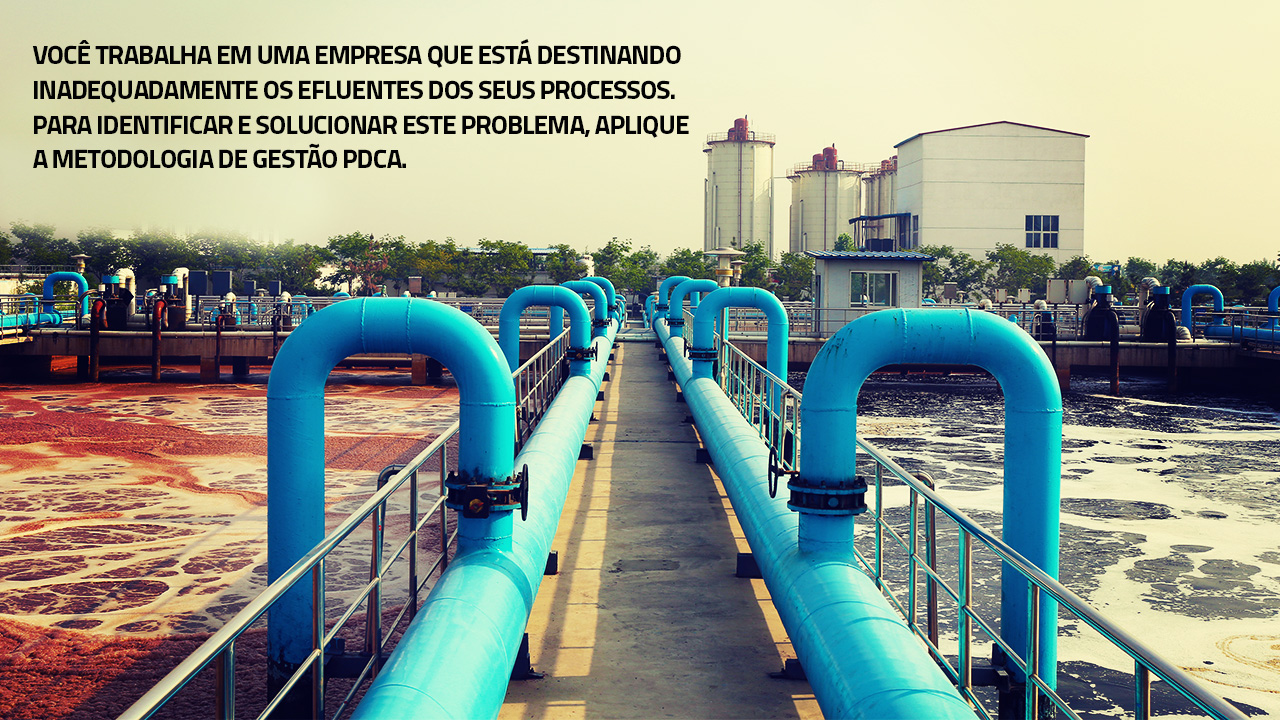 VOCÊ TRABALHA EM UMA EMPRESA QUE ESTÁ DESTINANDO
INADEQUADAMENTE OS EFLUENTES DOS SEUS PROCESSOS.
PARA IDENTIFICAR E SOLUCIONAR ESTE PROBLEMA, APLIQUE
A METODOLOGIA DE GESTÃO PDCA.